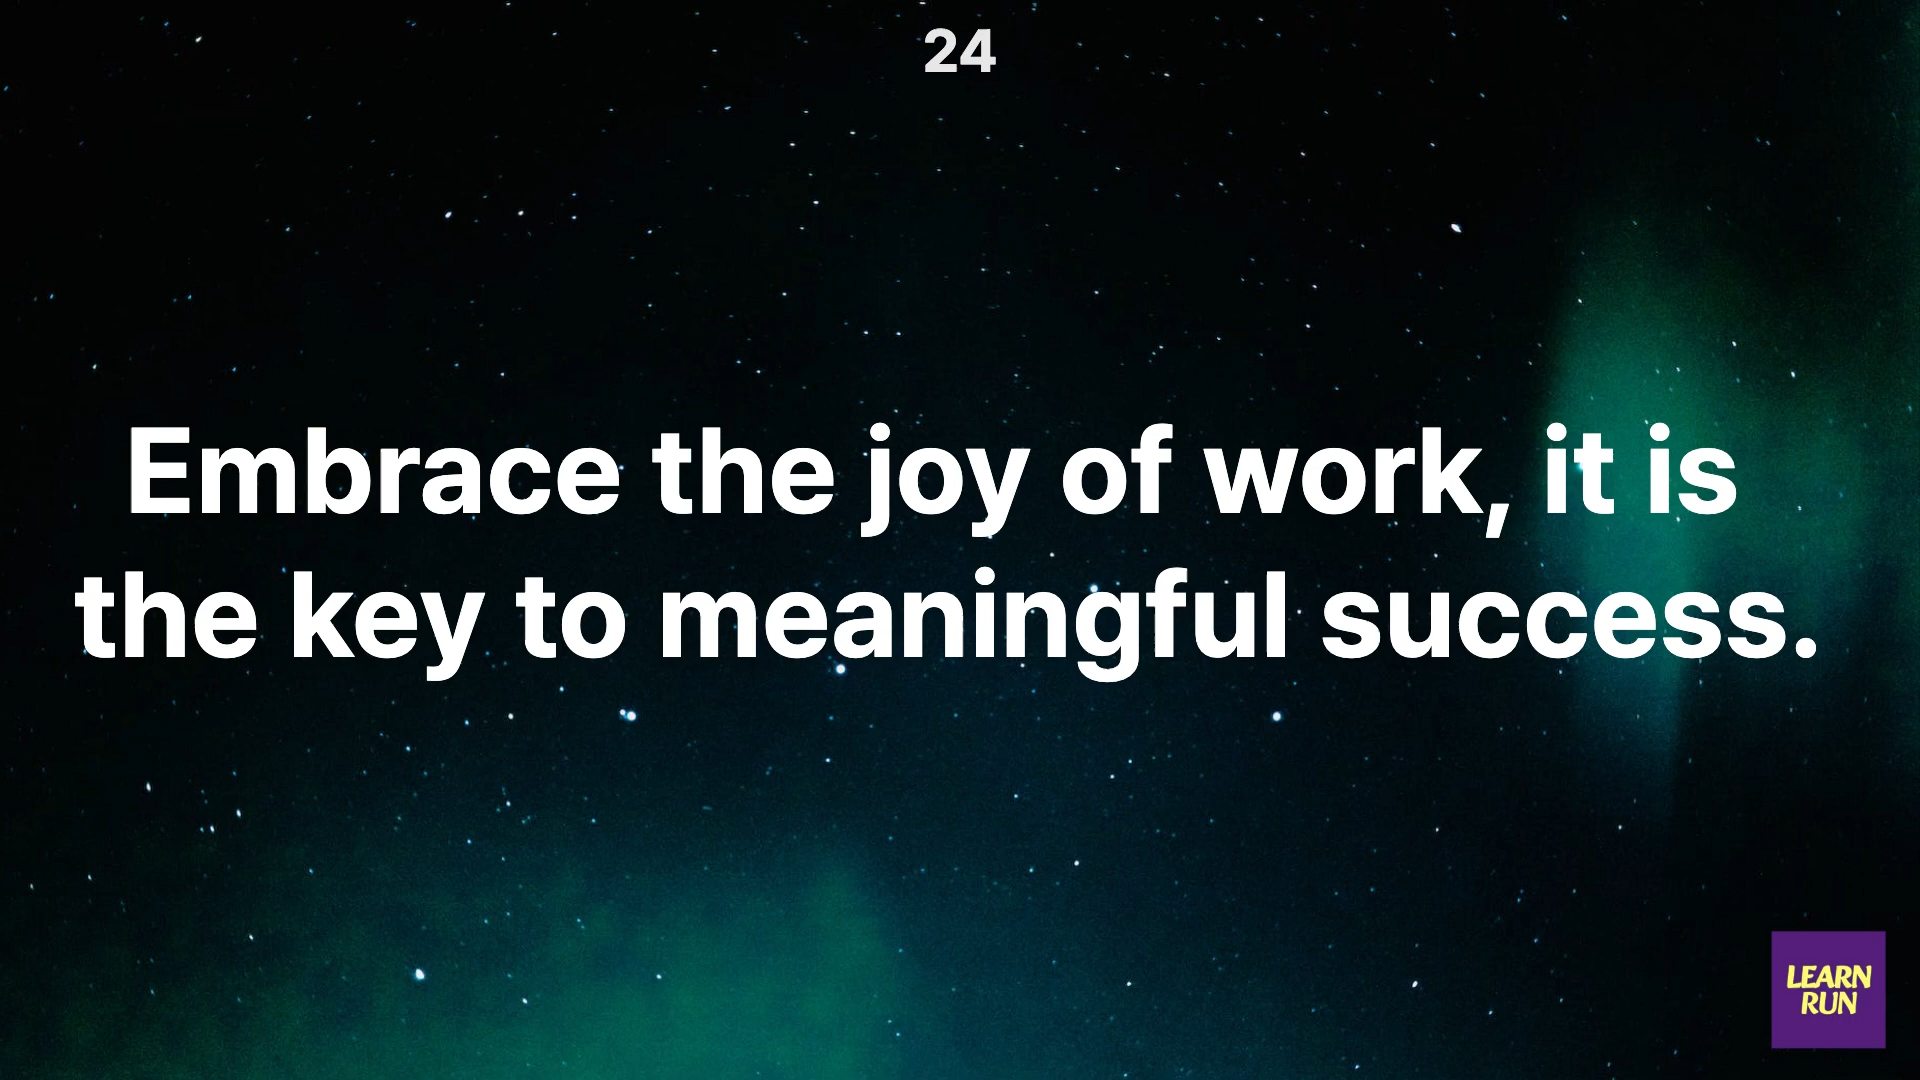 24
Embrace the joy of work, it is
the key to meaningful success.
LEARN
RUN